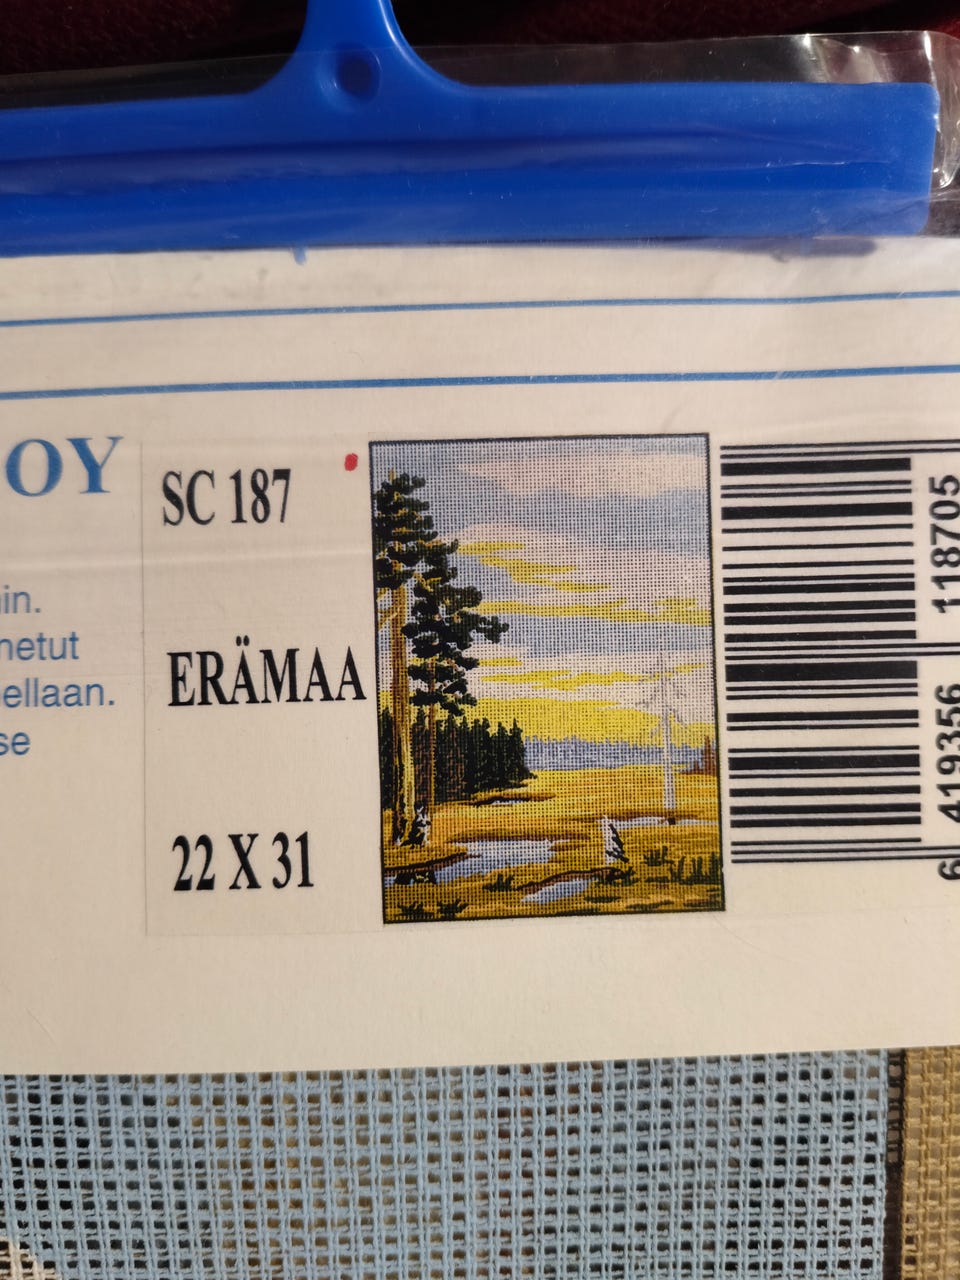 OY
in.
netut
ellaan.
se
SC 187
ERÄMAA
22 X 31
6 419356 118705